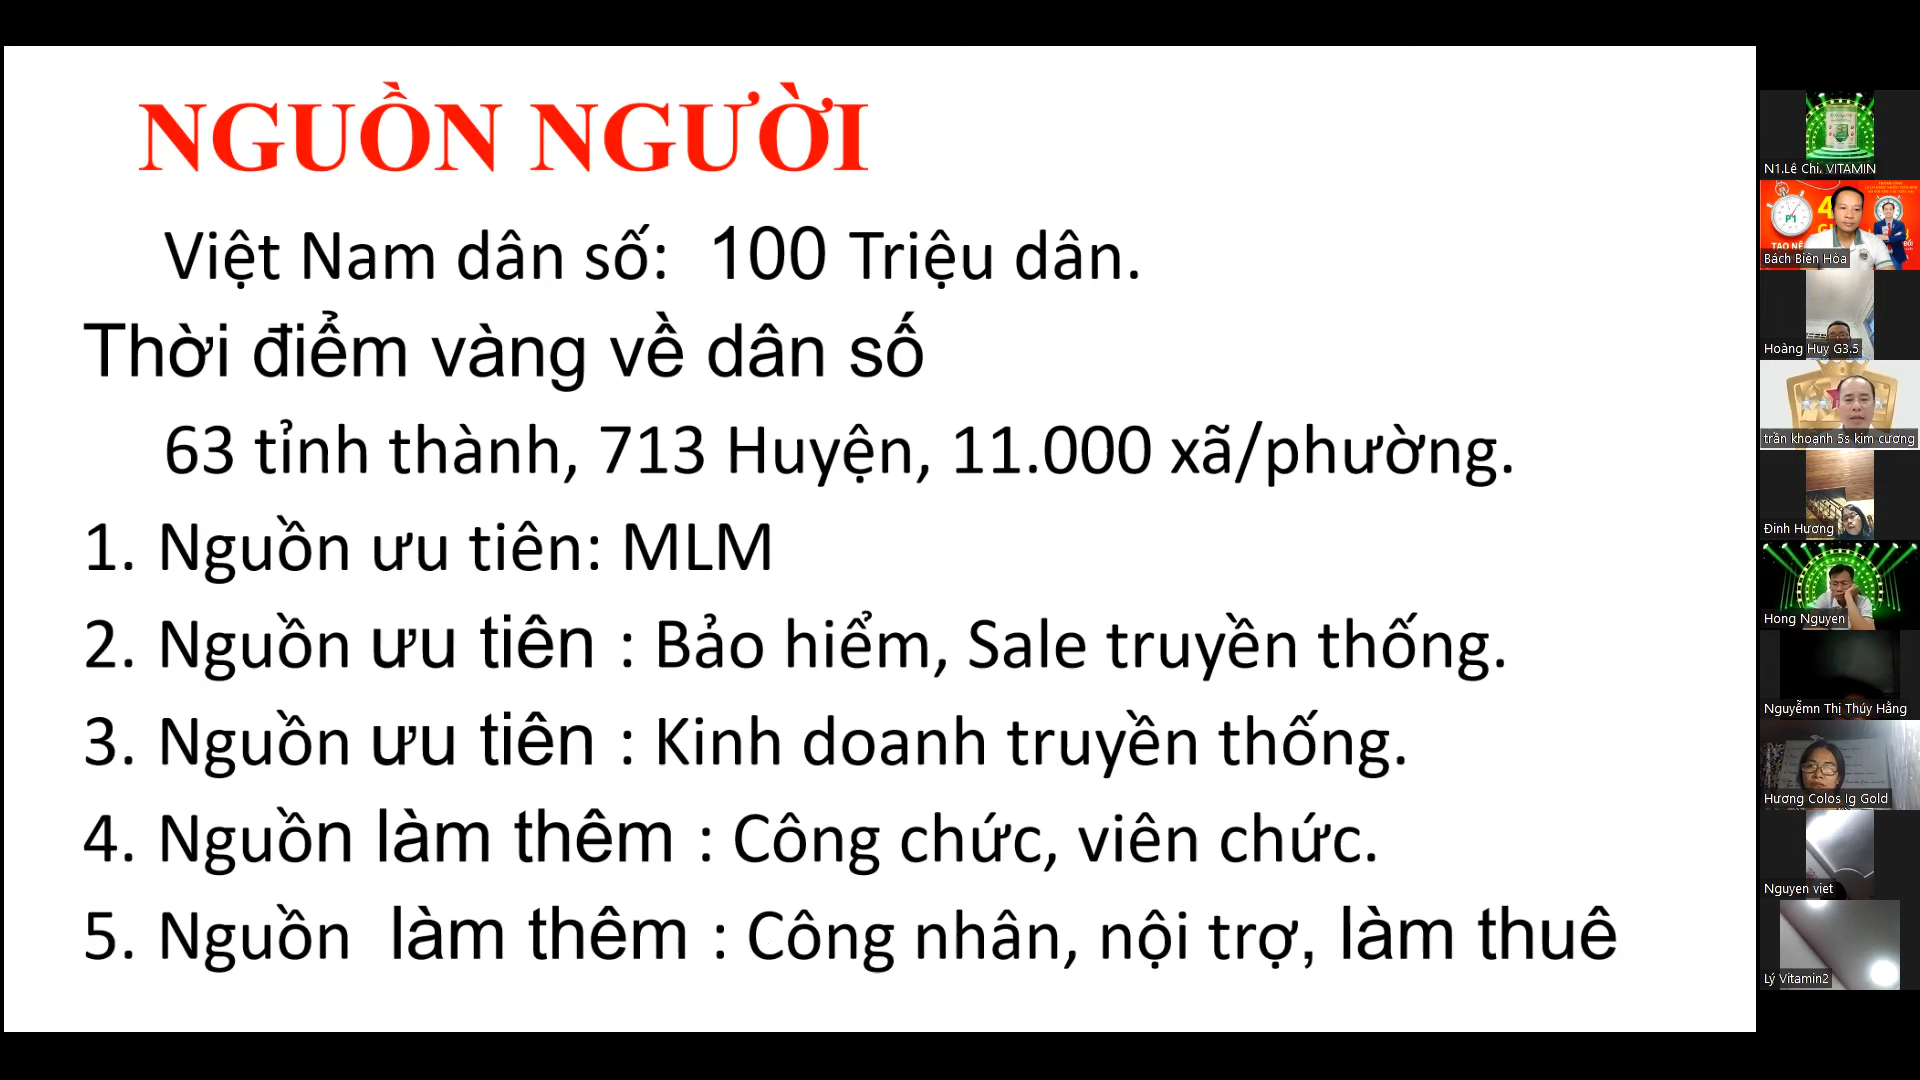 NGUỒN NGƯỜI
Việt Nam dân số: 100 Triệu dân.
Thời điểm vàng về dân số
63 tỉnh thành, 713 Huyện, 11.000 xã/phường.
1. Nguồn ưu tiên: MLM
2. Nguồn ưu tiên : Bảo hiểm, Sale truyền thống.
3. Nguồn ưu tiên : Kinh doanh truyền thống.
4. Nguồn làm thêm : Công chức, viên chức.
5. Nguồn làm thêm : Công nhân, nội trợ, làm thuê
N1.Lê Chi. VITAMIN
P1
4
TẠO NÊ
Bách Biên Hòa
Hoàng Huy G3.5
trần khoanh 5s kim cương
Đinh Hương
Hong Nguyen
Nguyễmn Thị Thúy Hằng
Hương Colos Ig Gold
Nguyen viet
Lý Vitamin2